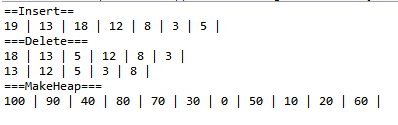 ==Insert==
19 | 13 | 18 | 12 | 8 | 3 | 5 |
===Delete===
18 | 13 | 5 | 12 | 8 | 3 |
13 | 12 | 5 | 3 | 8 |
===MakeHeap===
100 | 90 | 40 | 80 | 70 | 30 | 0 | 50 | 10 | 20 | 60 |